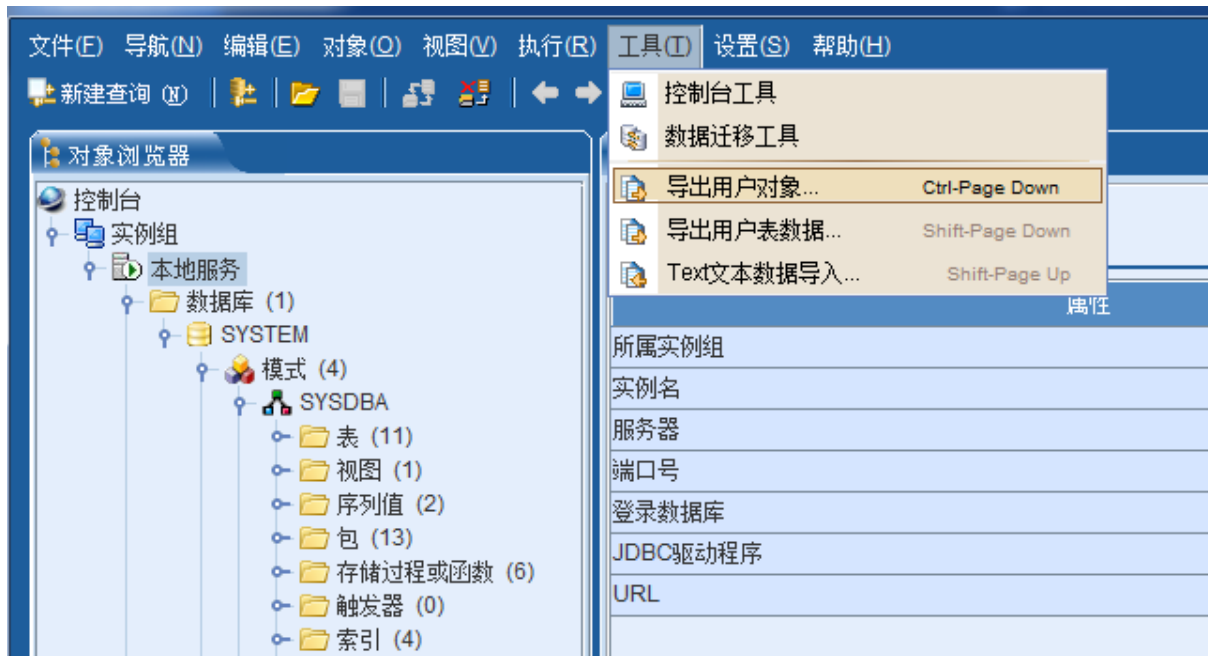 文件(F) 导航(N) 编辑(E) 对象(O) 视图(V) 执行(R) 工具(T) 设置(S) 帮助(H)
新建查询 (N)
控制台工具
数据迁移工具
导出用户对象... Ctrl-Page Down
导出用户表数据... Shift-Page Down
Text文本数据导入... Shift-Page Up
对象浏览器
控制台
实例组
本地服务
数据库 (1)
SYSTEM
模式 (4)
SYSDBA
表 (11)
视图 (1)
序列值 (2)
包 (13)
存储过程或函数 (6)
触发器 (0)
索引 (4)
属性
所属实例组
实例名
服务器
端口号
登录数据库
JDBC驱动程序
URL